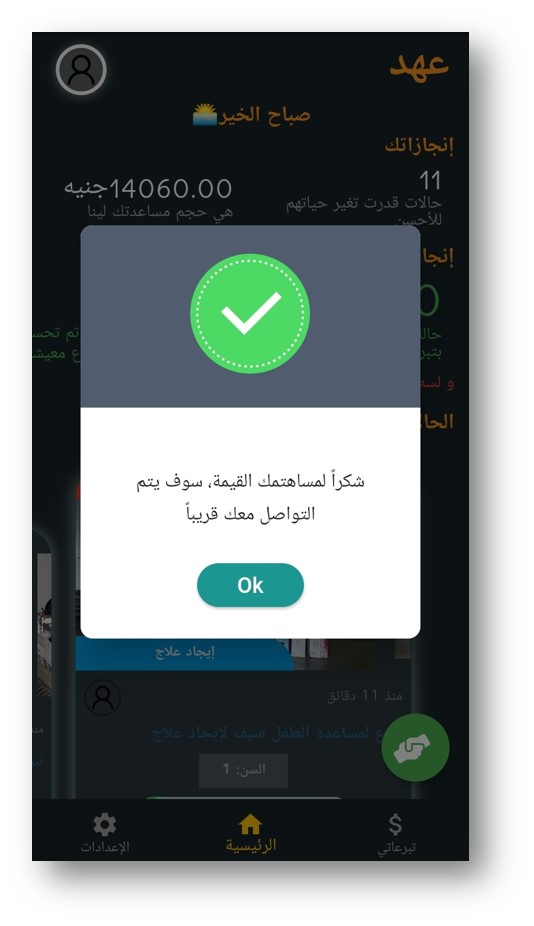 عهد
صباح الخير
إنجازاتك
11
حالات قدرت تغير حياتهم
للأحسن
14060.00جنيه
هي حجم مساعدتك لينا
تم
و لسه
شكراً لمساهتمك القيمة، سوف يتم
التواصل معك قريباً
Ok
إيجاد علاج
منذ 11 دقائق
لمساعدة الطفل سيف لإيجاد علاج
السن: 1
تبرعاتي
الرئيسية
الإعدادات